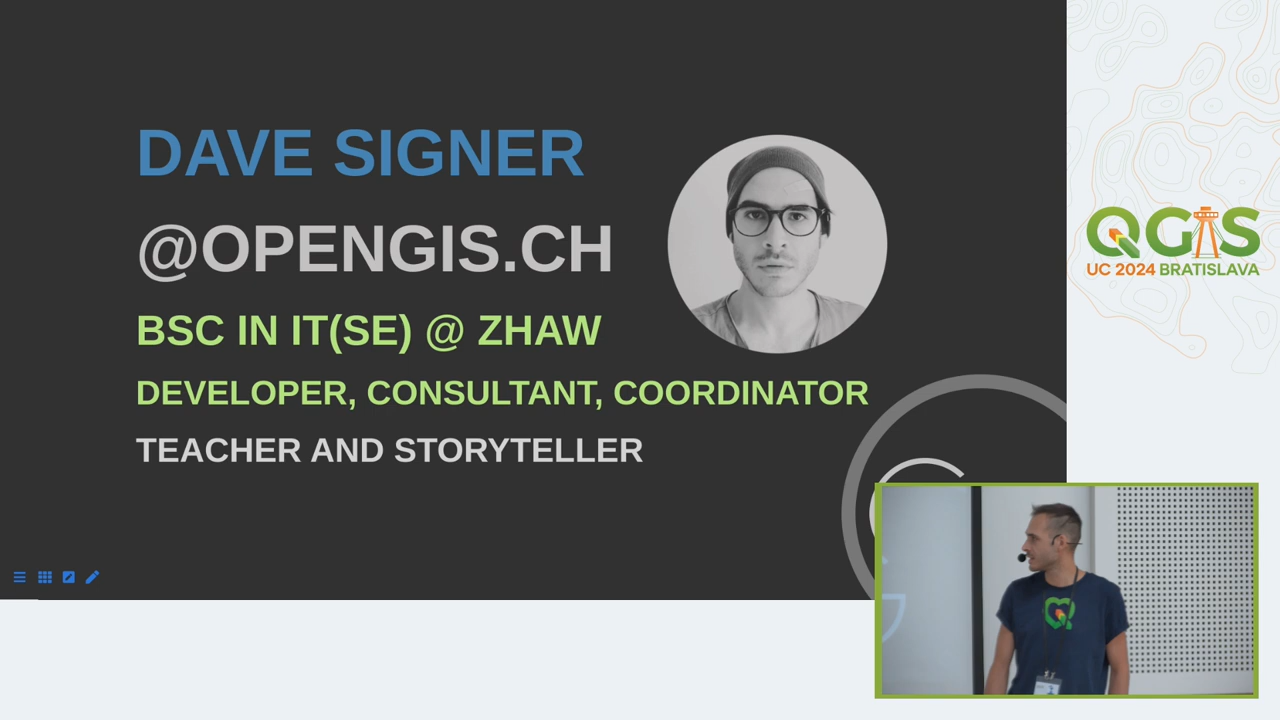 DAVE SIGNER
@OPENGIS.CH
BSC IN IT(SE) @ ZHAW
DEVELOPER, CONSULTANT, COORDINATOR
TEACHER AND STORYTELLER
QGIS
UC 2024 BRATISLAVA